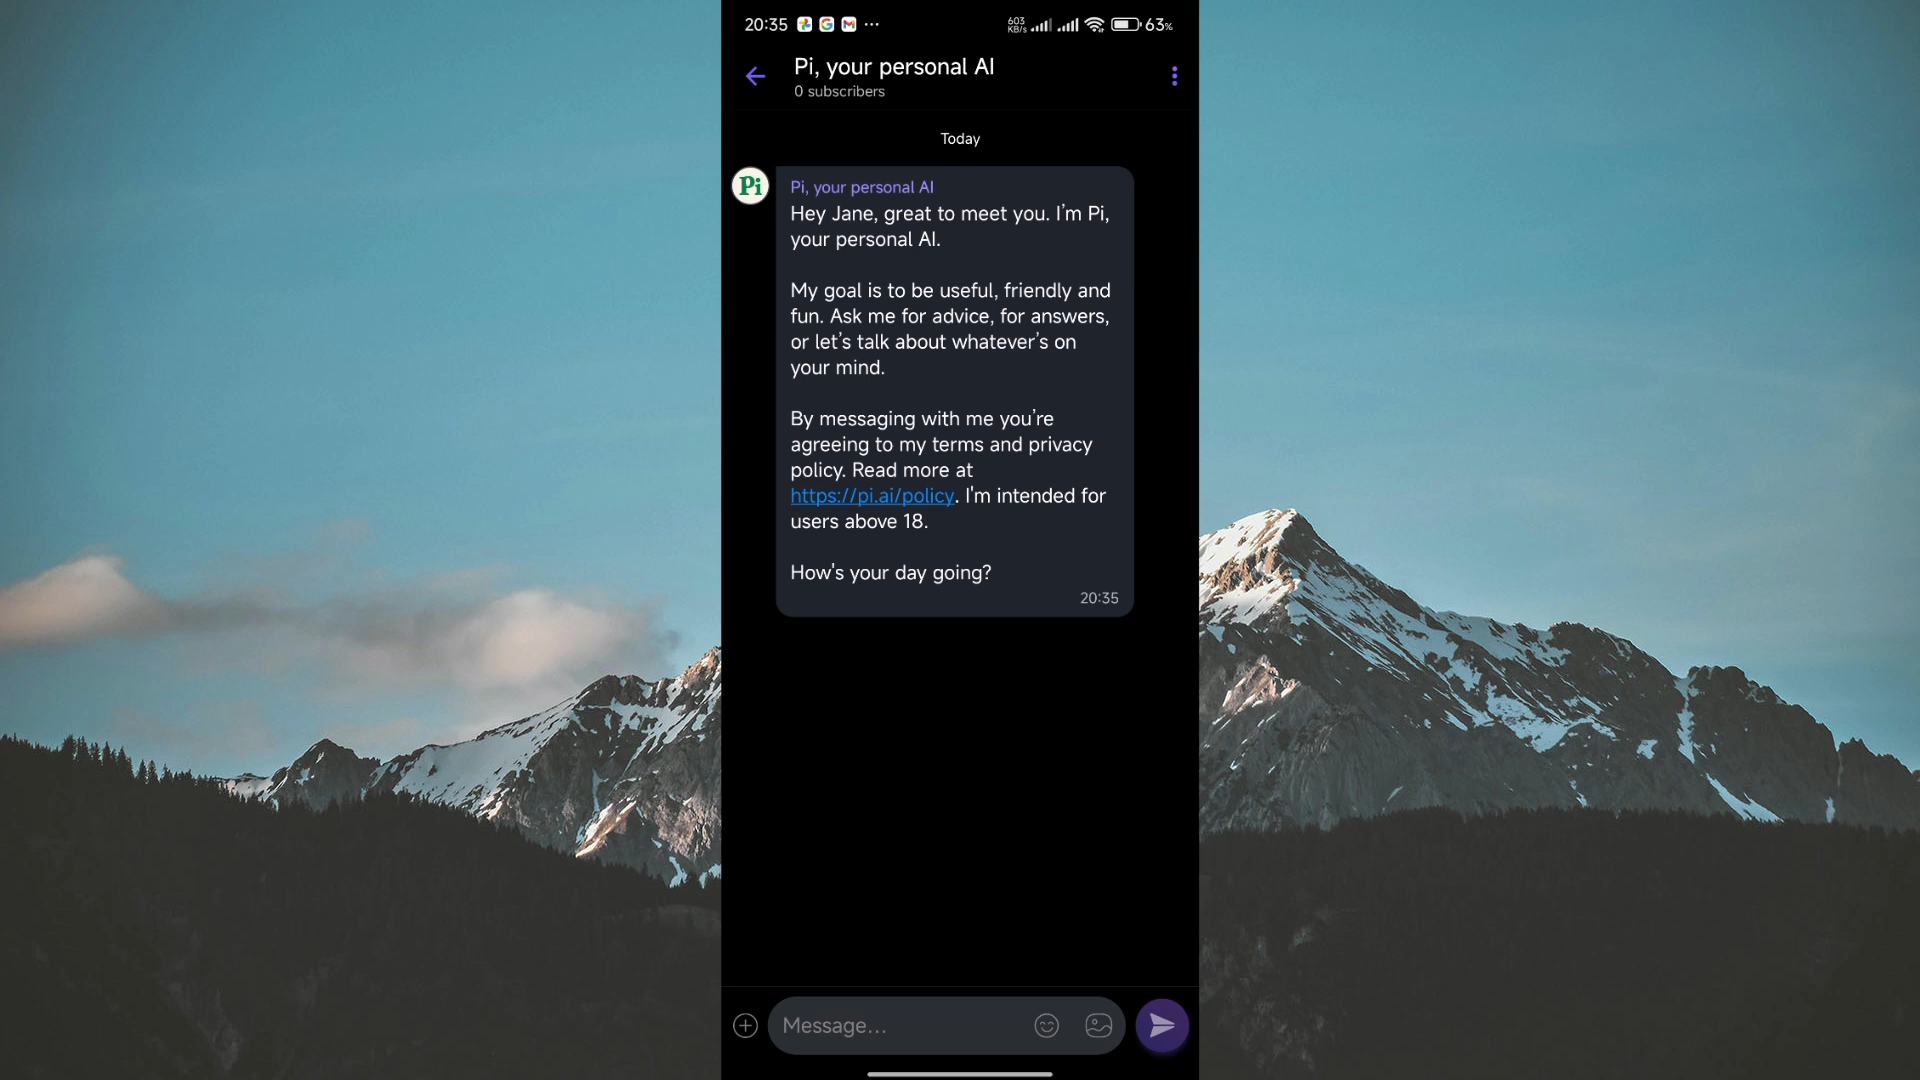 20:35
603
KB/s
63%
Pi, your personal AI
0 subscribers
Today
Pi
Pi, your personal AI
Hey Jane, great to meet you. I'm Pi,
your personal AI.
My goal is to be useful, friendly and
fun. Ask me for advice, for answers,
or let's talk about whatever's on
your mind.
By messaging with me you're
agreeing to my terms and privacy
policy. Read more at
https://pi.ai/policy. I'm intended for
users above 18.
How's your day going?
20:35
Message...